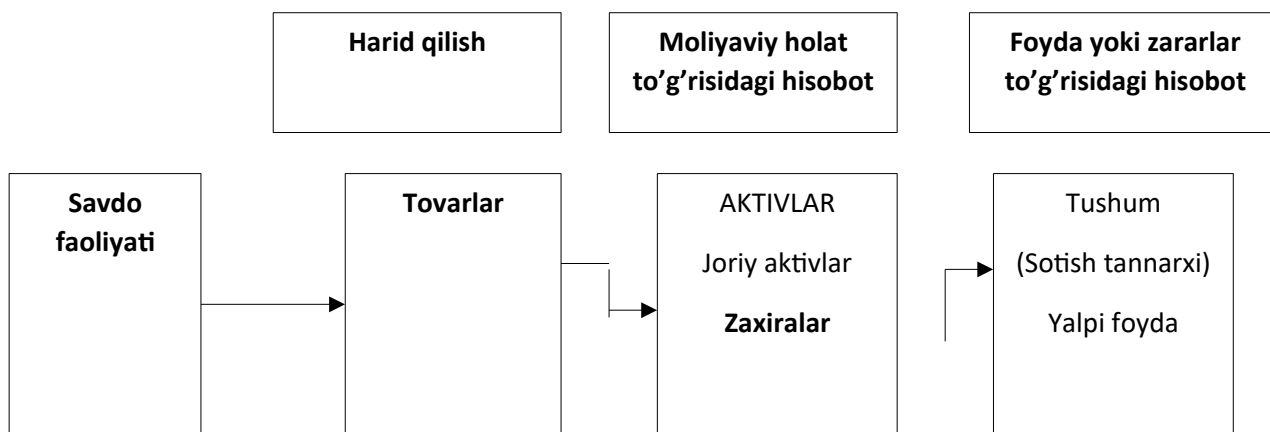 Harid qilish
Moliyaviy holat
to’g’risidagi hisobot
Foyda yoki zararlar
to’g’risidagi hisobot
Savdo
faoliyati
Tovarlar
AKTIVLAR
Joriy aktivlar
Zaxiralar
Tushum
(Sotish tannarxi)
Yalpi foyda